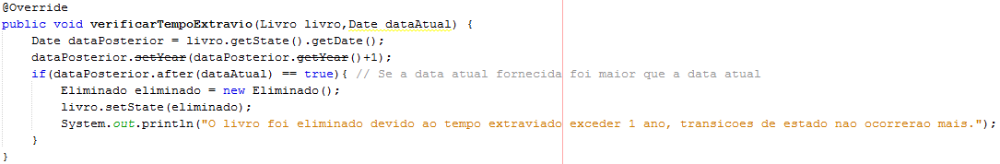 @Override
public void verificarTempoExtravio(Livro livro,Date dataAtual) {
    Date dataPosterior = livro.getState().getDate();
    dataPosterior.setYear(dataPosterior.getYear()+1);
    if(dataPosterior.after(dataAtual) == true){ // Se a data atual fornecida foi maior que a data atual
        Eliminado eliminado = new Eliminado();
        livro.setState(eliminado);
        System.out.println("O livro foi eliminado devido ao tempo extraviado exceder 1 ano, transicoes de estado nao ocorrerao mais.");
    }
}